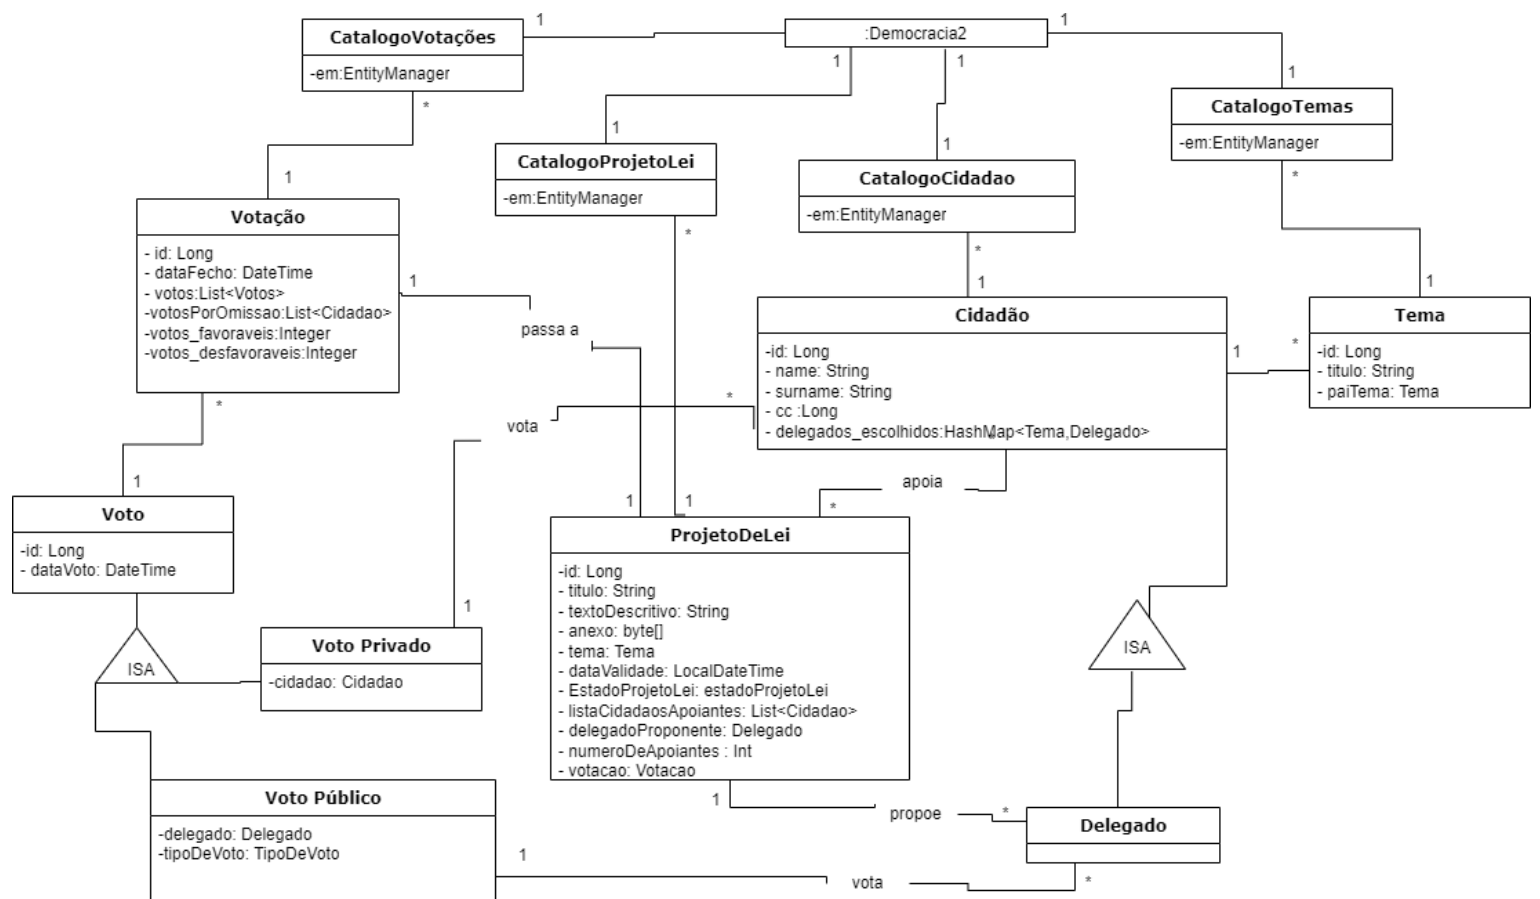 1
1
CatalogoVotações
-em:EntityManager
:Democracia2
1
1
1
CatalogoTemas
-em:EntityManager
*
1
CatalogoProjetoLei
-em:EntityManager
*
1
CatalogoCidadao
-em:EntityManager
*
*
1
Votação
- id: Long
- dataFecho: DateTime
- votos:List<Votos>
-votosPorOmissao:List<Cidadao>
-votos_favoraveis:Integer
-votos_desfavoraveis:Integer
1
passa a
*
1
Cidadão
-id: Long
- name: String
- surname: String
- cc :Long
- delegados_escolhidos:HashMap<Tema,Delegado>
1
1
*
Tema
-id: Long
- titulo: String
- paiTema: Tema
*
vota
apoia
*
1
1
1
Voto
-id: Long
- dataVoto: DateTime
ISA
1
Voto Privado
-cidadao: Cidadao
ProjetoDeLei
-id: Long
- titulo: String
- textoDescritivo: String
- anexo: byte[]
- tema: Tema
- dataValidade: LocalDateTime
- EstadoProjetoLei: estadoProjetoLei
- listaCidadaosApoiantes: List<Cidadao>
- delegadoProponente: Delegado
- numeroDeApoiantes : Int
- votacao: Votacao
ISA
Voto Público
-delegado: Delegado
-tipoDeVoto: TipoDeVoto
1
propoe
*
Delegado
1
vota
*